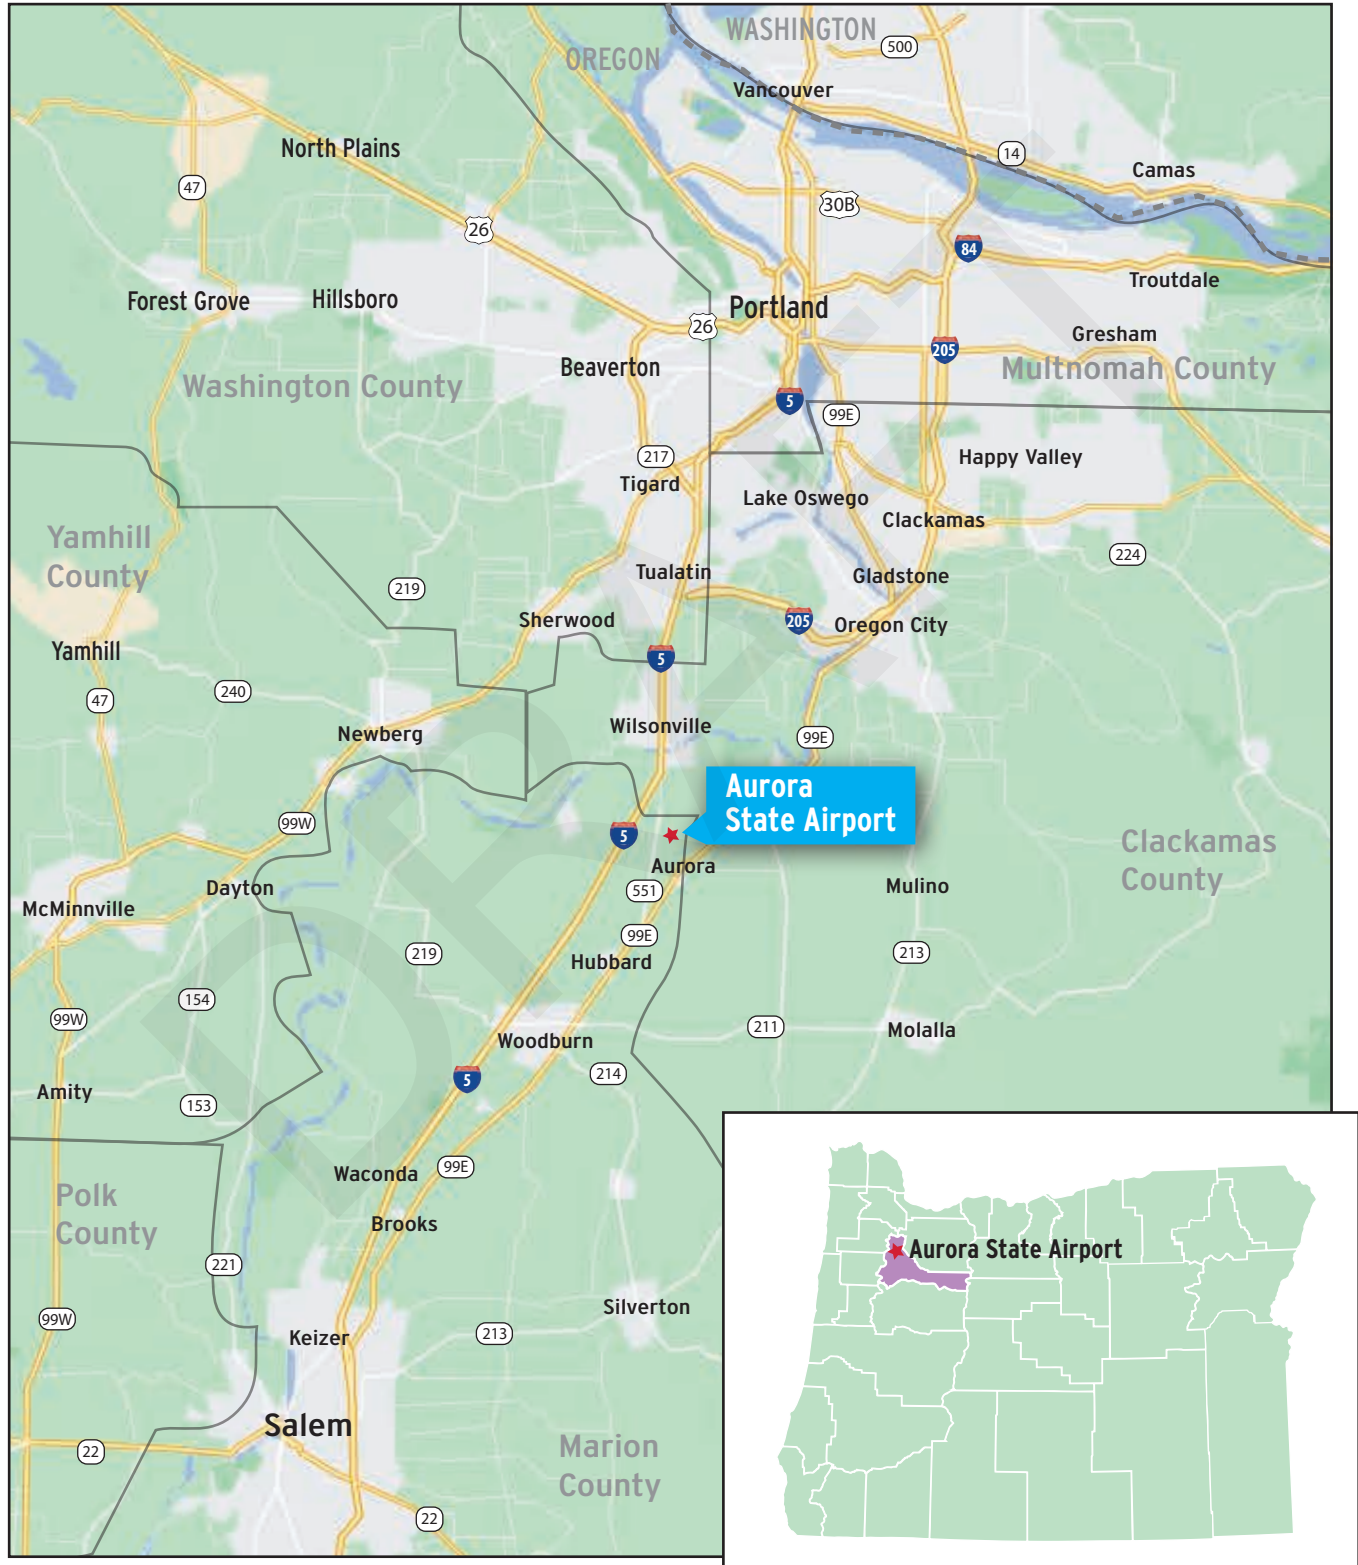 WASHINGTON
OREGON
500
Vancouver
14
North Plains
Camas
47
30B
26
84
Troutdale
Forest Grove
Hillsboro
Portland
26
Gresham
205
Multnomah County
Beaverton
Washington County
5
99E
217
Tigard
Happy Valley
Lake Oswego
Clackamas
Yamhill
County
224
Tualatin
Gladstone
219
Sherwood
205
Oregon City
Yamhill
5
240
47
Newberg
Wilsonville
99E
Aurora
State Airport
99W
5
Aurora
Clackamas
County
Dayton
551
Mulino
McMinnville
99E
219
Hubbard
213
154
99W
211
Molalla
Woodburn
214
5
Amity
153
Waconda
99E
Polk
County
Brooks
221
Aurora State Airport
Silverton
99W
Keizer
213
Salem
22
Marion
County
22
DRAFT